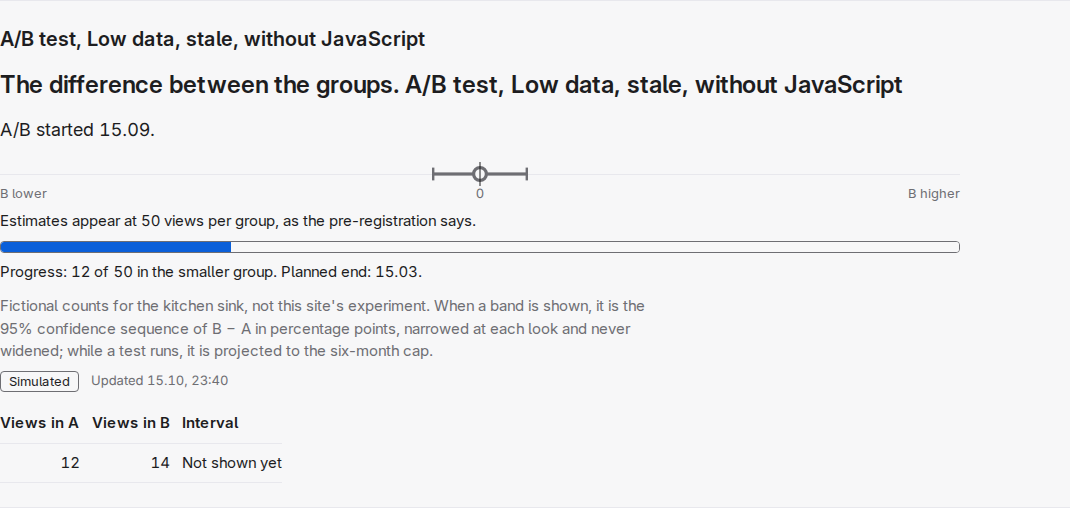 A/B test, Low data, stale, without JavaScript
The difference between the groups. A/B test, Low data, stale, without JavaScript
A/B started 15.09.
B lower
0
B higher
Estimates appear at 50 views per group, as the pre-registration says.
Progress: 12 of 50 in the smaller group. Planned end: 15.03.
Fictional counts for the kitchen sink, not this site's experiment. When a band is shown, it is the
95% confidence sequence of B − A in percentage points, narrowed at each look and never
widened; while a test runs, it is projected to the six-month cap.
Simulated
Updated 15.10, 23:40
Views in A Views in B Interval
12 14 Not shown yet